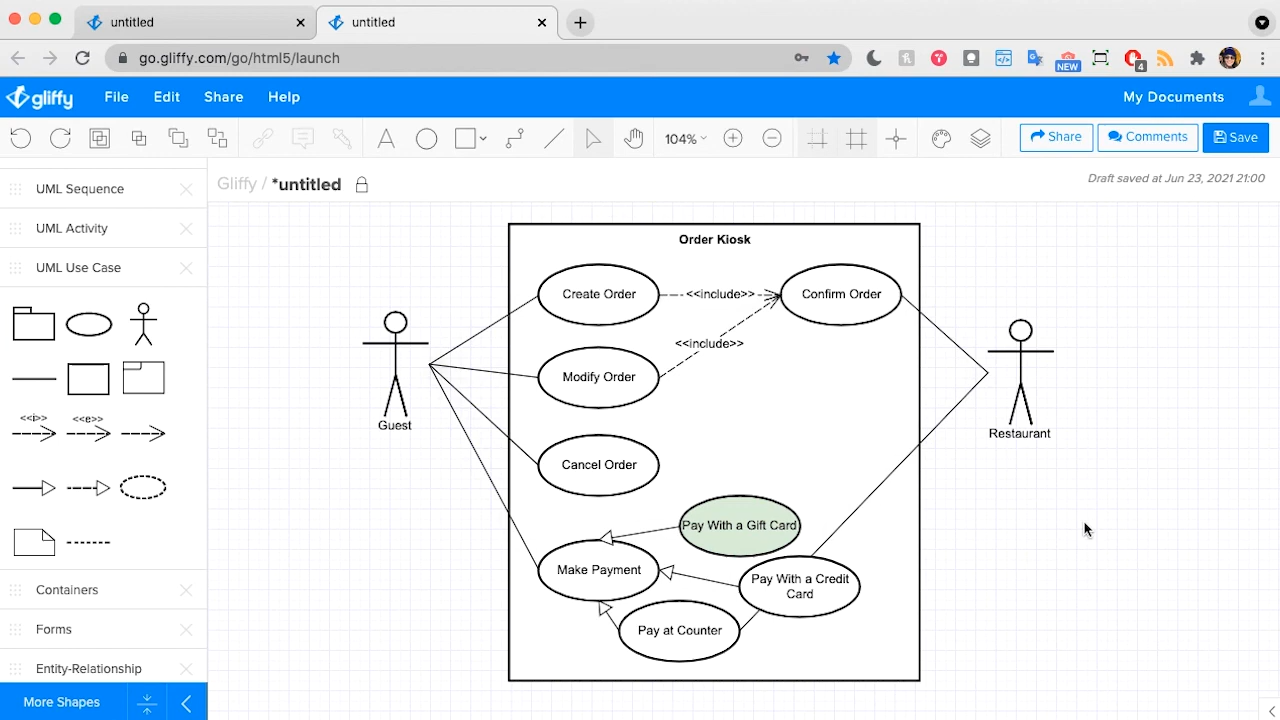 untitled
untitled
go.gliffy.com/go/html5/launch
NEW
4
gliffy
File
Edit
Share
Help
My Documents
A
104%
Share
Comments
Save
UML Sequence
Gliffy / *untitled
Draft saved at Jun 23, 2021 21:00
UML Activity
UML Use Case
<<i>>
<<e>>
Containers
Forms
Entity-Relationship
More Shapes
Order Kiosk
Create Order
<<include>>
Confirm Order
<<include>>
Modify Order
Guest
Restaurant
Cancel Order
Pay With a Gift Card
Make Payment
Pay With a Credit
Card
Pay at Counter